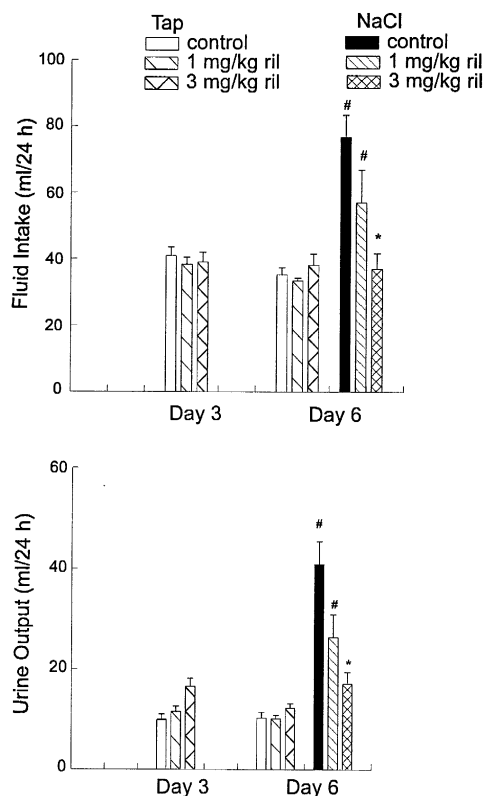 Tap NaCl
control control
1 mg/kg ril 1 mg/kg ril
3 mg/kg ril 3 mg/kg ril
Fluid Intake (ml/24 h)
100
80
60
40
20
0
# # *
Day 3 Day 6
Urine Output (ml/24 h)
60
40
20
0
# # *
Day 3 Day 6